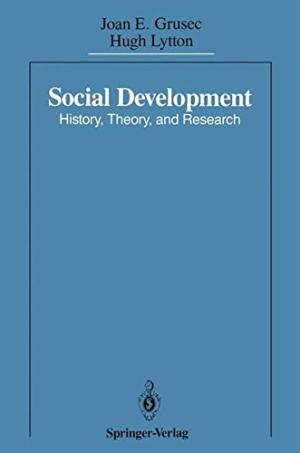 Joan E. Grusec
Hugh Lytton
Social Development
History, Theory, and Research
Springer-Verlag